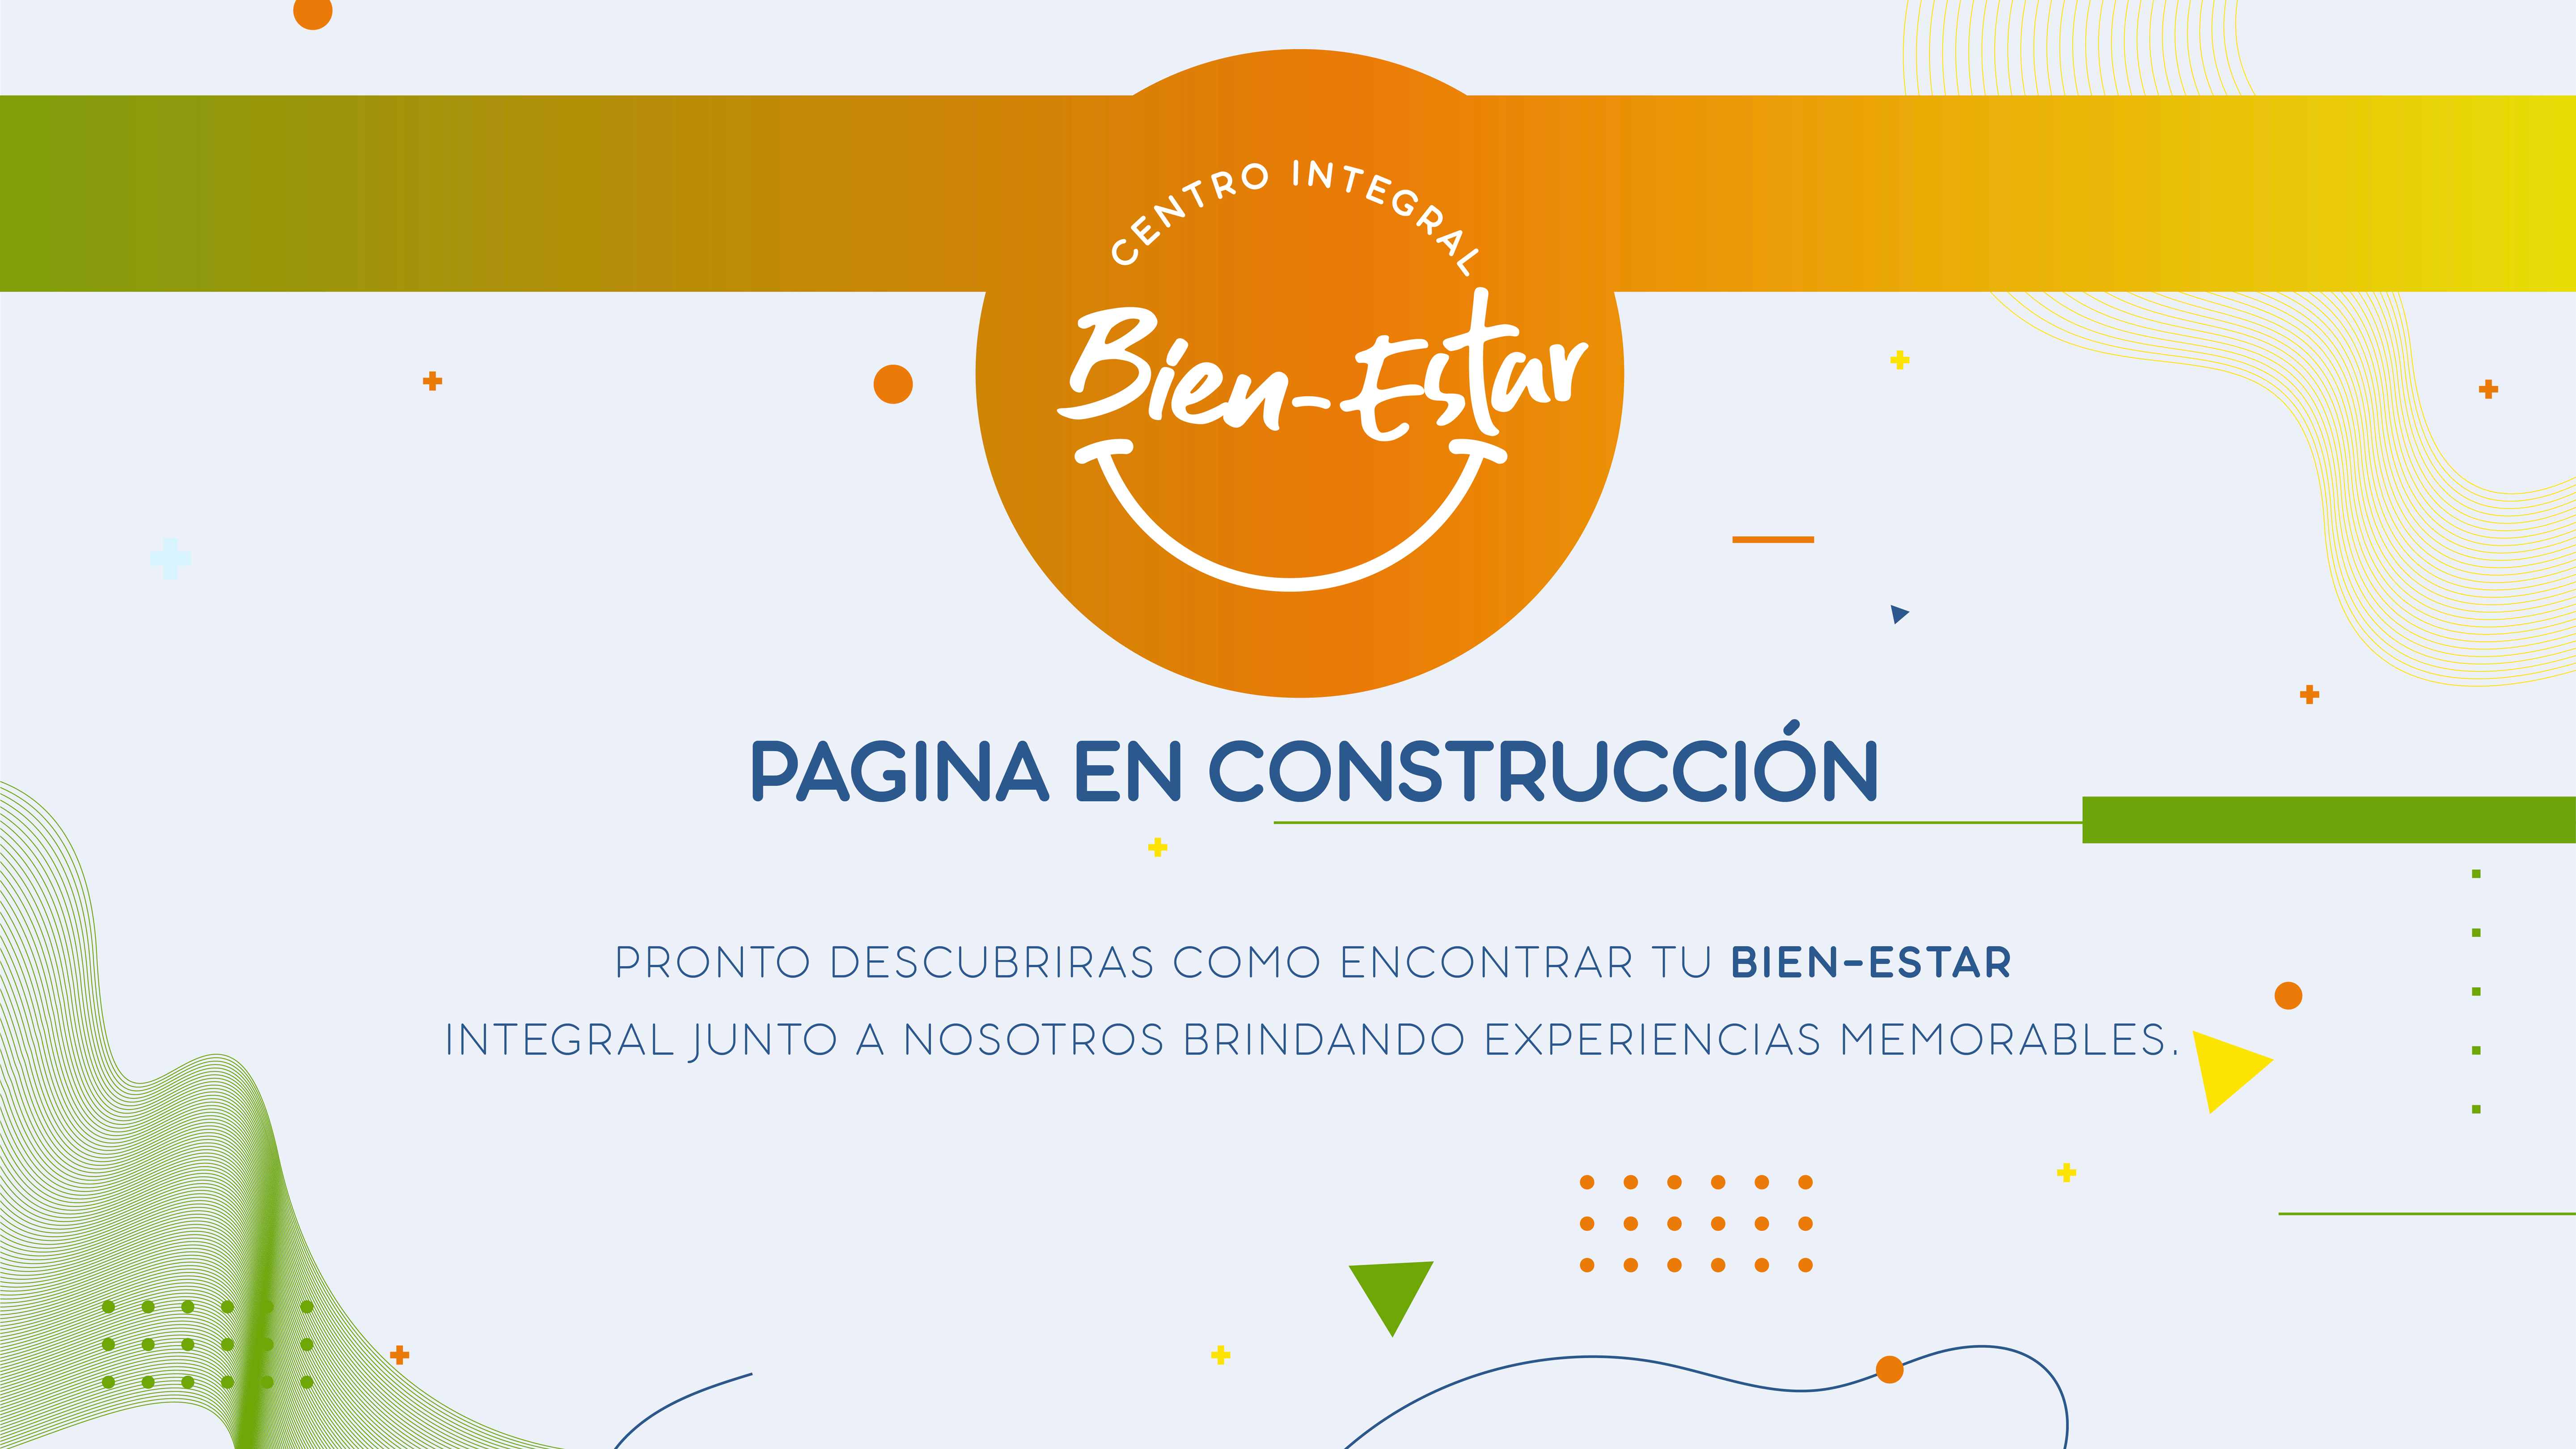 CENTRO INTEGRAL
Bien-Estar
PAGINA EN CONSTRUCCIÓN
PRONTO DESCUBRIRAS COMO ENCONTRAR TU BIEN-ESTAR
INTEGRAL JUNTO A NOSOTROS BRINDANDO EXPERIENCIAS MEMORABLES.